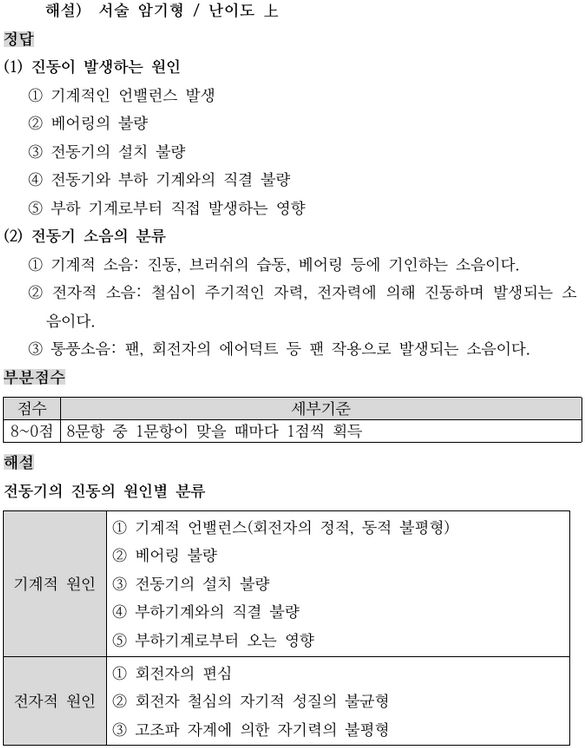 해설) 서술 암기형 / 난이도 上
정답
(1) 진동이 발생하는 원인
① 기계적인 언밸런스 발생
② 베어링의 불량
③ 전동기의 설치 불량
④ 전동기와 부하 기계와의 직결 불량
⑤ 부하 기계로부터 직접 발생하는 영향
(2) 전동기 소음의 분류
① 기계적 소음: 진동, 브러쉬의 습동, 베어링 등에 기인하는 소음이다.
② 전자적 소음: 철심이 주기적인 자력, 전자력에 의해 진동하며 발생되는 소
음이다.
③ 통풍소음: 팬, 회전자의 에어덕트 등 팬 작용으로 발생되는 소음이다.
부분점수
점수 세부기준
8~0점 8문항 중 1문항이 맞을 때마다 1점씩 획득
해설
전동기의 진동의 원인별 분류
기계적 원인
① 기계적 언밸런스(회전자의 정적, 동적 불평형)
② 베어링 불량
③ 전동기의 설치 불량
④ 부하기계와의 직결 불량
⑤ 부하기계로부터 오는 영향
전자적 원인
① 회전자의 편심
② 회전자 철심의 자기적 성질의 불균형
③ 고조파 자계에 의한 자기력의 불평형